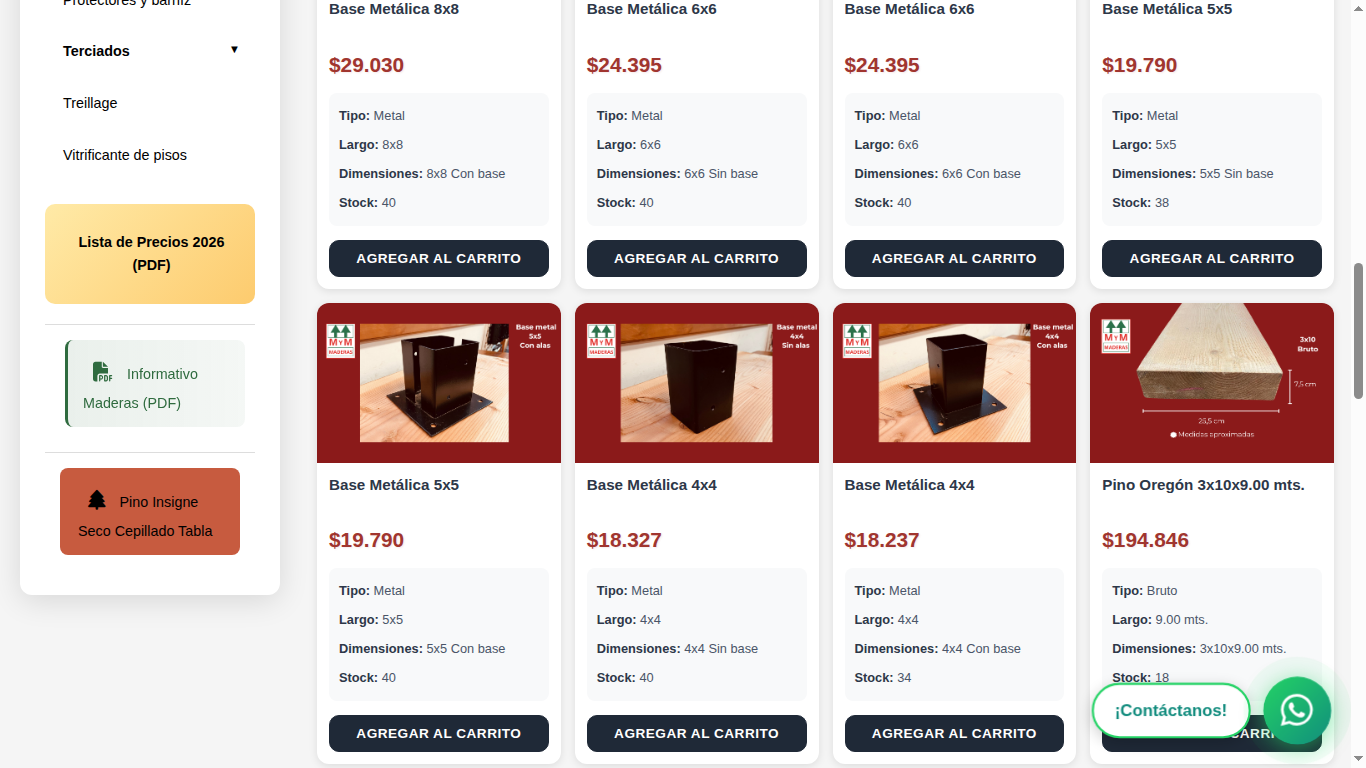 Protectores y barniz
Terciados ▼
Treillage
Vitrificante de pisos
Lista de Precios 2026
(PDF)
PDF Informativo
Maderas (PDF)
Pino Insigne
Seco Cepillado Tabla
Base Metálica 8x8
$29.030
Tipo: Metal
Largo: 8x8
Dimensiones: 8x8 Con base
Stock: 40
AGREGAR AL CARRITO
Base Metálica 6x6
$24.395
Tipo: Metal
Largo: 6x6
Dimensiones: 6x6 Sin base
Stock: 40
AGREGAR AL CARRITO
Base Metálica 6x6
$24.395
Tipo: Metal
Largo: 6x6
Dimensiones: 6x6 Con base
Stock: 40
AGREGAR AL CARRITO
Base Metálica 5x5
$19.790
Tipo: Metal
Largo: 5x5
Dimensiones: 5x5 Sin base
Stock: 38
AGREGAR AL CARRITO
MYM
MADERAS
Base metal
5x5
Con alas
Base Metálica 5x5
$19.790
Tipo: Metal
Largo: 5x5
Dimensiones: 5x5 Con base
Stock: 40
AGREGAR AL CARRITO
MYM
MADERAS
Base metal
4x4
Sin alas
Base Metálica 4x4
$18.327
Tipo: Metal
Largo: 4x4
Dimensiones: 4x4 Sin base
Stock: 40
AGREGAR AL CARRITO
MYM
MADERAS
Base metal
4x4
Con alas
Base Metálica 4x4
$18.237
Tipo: Metal
Largo: 4x4
Dimensiones: 4x4 Con base
Stock: 34
AGREGAR AL CARRITO
MYM
MADERAS
3x10
Bruto
7,5 cm
25,5 cm
Medidas aproximadas
Pino Oregón 3x10x9.00 mts.
$194.846
Tipo: Bruto
Largo: 9.00 mts.
Dimensiones: 3x10x9.00 mts.
Stock: 18
¡Contáctanos!